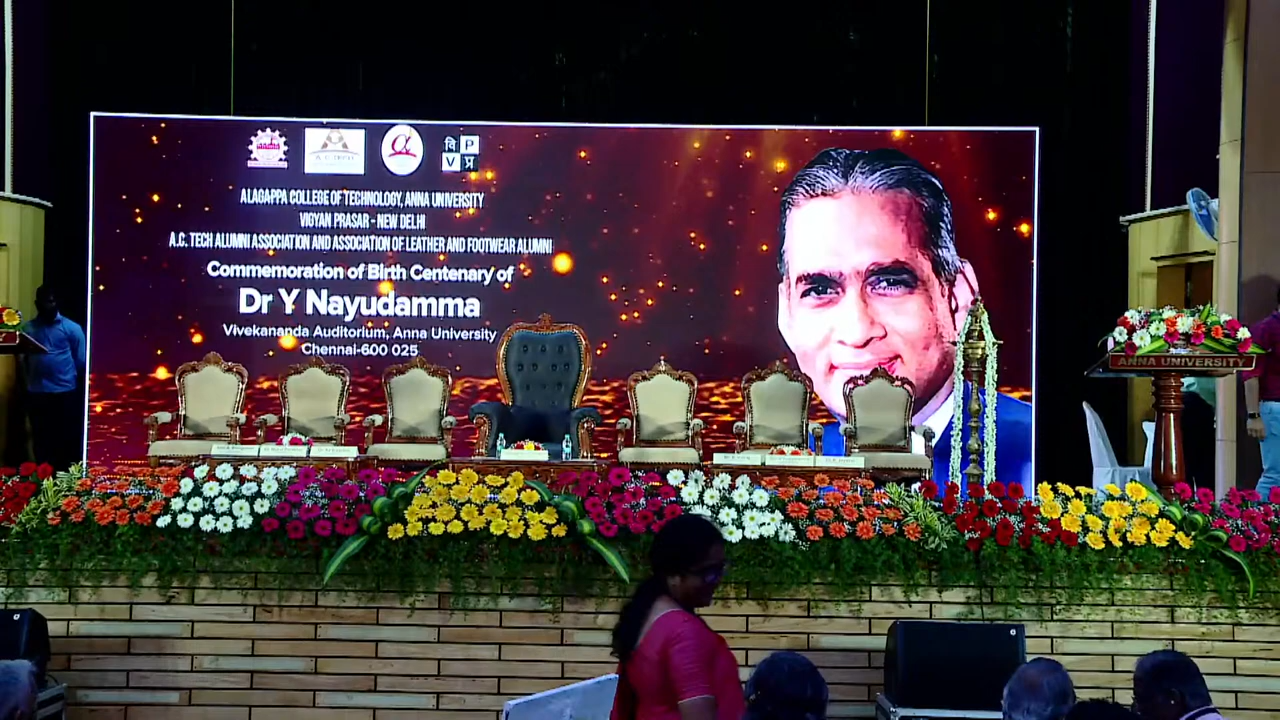 A.C.TECH
वि P
V प्र
ALAGAPPA COLLEGE OF TECHNOLOGY, ANNA UNIVERSITY
VIGYAN PRASAR - NEW DELHI
A.C. TECH ALUMNI ASSOCIATION AND ASSOCIATION OF LEATHER AND FOOTWEAR ALUMNI
Commemoration of Birth Centenary of
Dr Y Nayudamma
Vivekananda Auditorium, Anna University
Chennai-600 025
ANNA UNIVERSITY